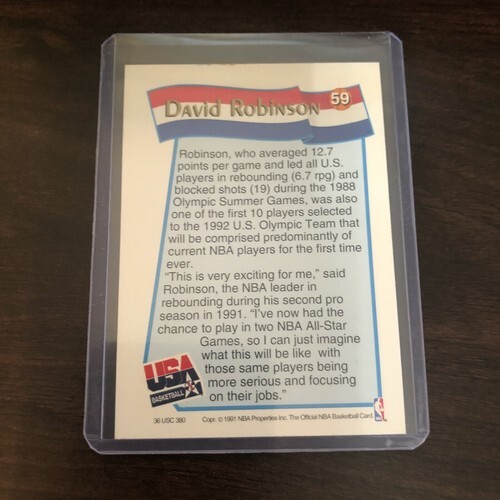 David Robinson 59
Robinson, who averaged 12.7
points per game and led all U.S.
players in rebounding (6.7 rpg) and
blocked shots (19) during the 1988
Olympic Summer Games, was also
one of the first 10 players selected
to the 1992 U.S. Olympic Team that
will be comprised predominantly of
current NBA players for the first time
ever.
"This is very exciting for me," said
Robinson, the NBA leader in
rebounding during his second pro
season in 1991. "I've now had the
chance to play in two NBA All-Star
Games, so I can just imagine
what this will be like with
those same players being
more serious and focusing
on their jobs."
USA
BASKETBALL
36 USC 380 Copr. © 1991 NBA Properties Inc. The Official NBA Basketball Card.